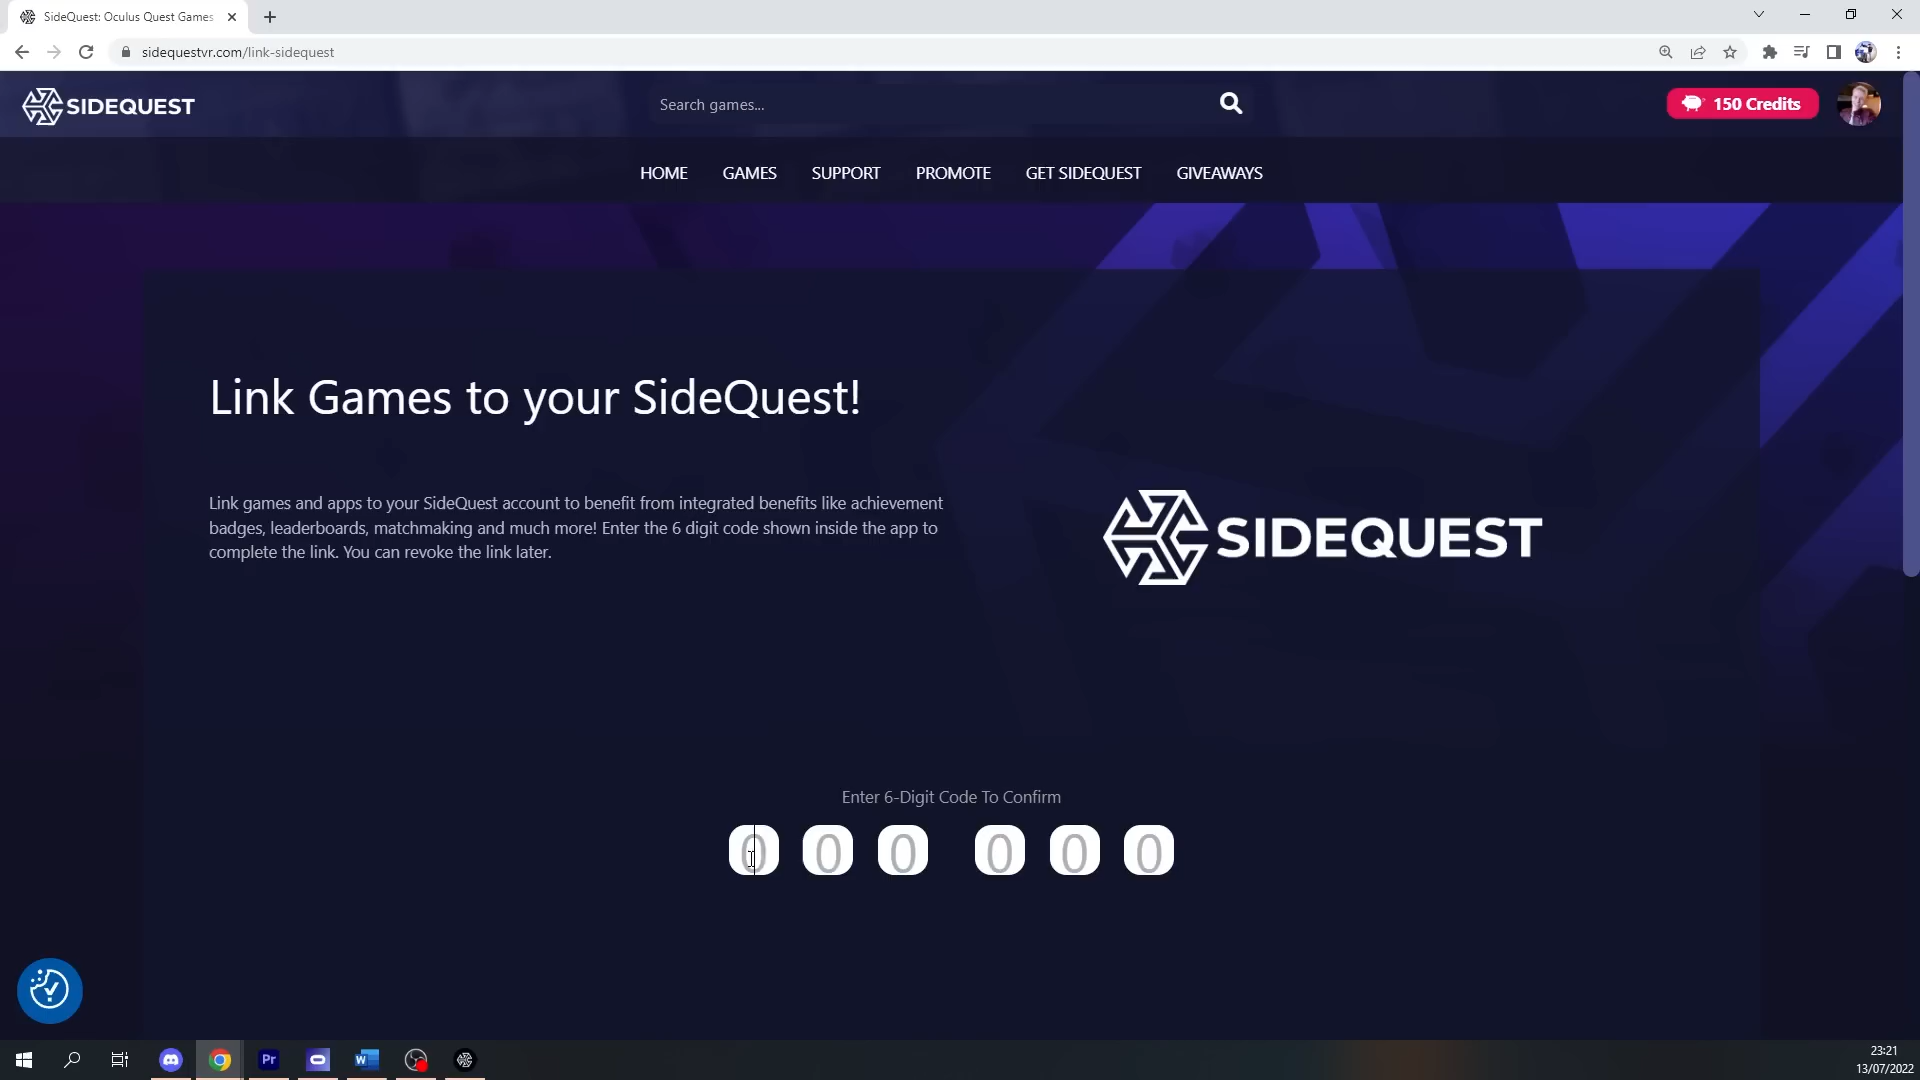 SideQuest: Oculus Quest Games
sidequestvr.com/link-sidequest
SIDEQUEST
Search games...
150 Credits
HOME GAMES SUPPORT PROMOTE GET SIDEQUEST GIVEAWAYS
Link Games to your SideQuest!
Link games and apps to your SideQuest account to benefit from integrated benefits like achievement
badges, leaderboards, matchmaking and much more! Enter the 6 digit code shown inside the app to
complete the link. You can revoke the link later.
SIDEQUEST
Enter 6-Digit Code To Confirm
0 0 0 0 0 0
Pr
W
23:21
13/07/2022